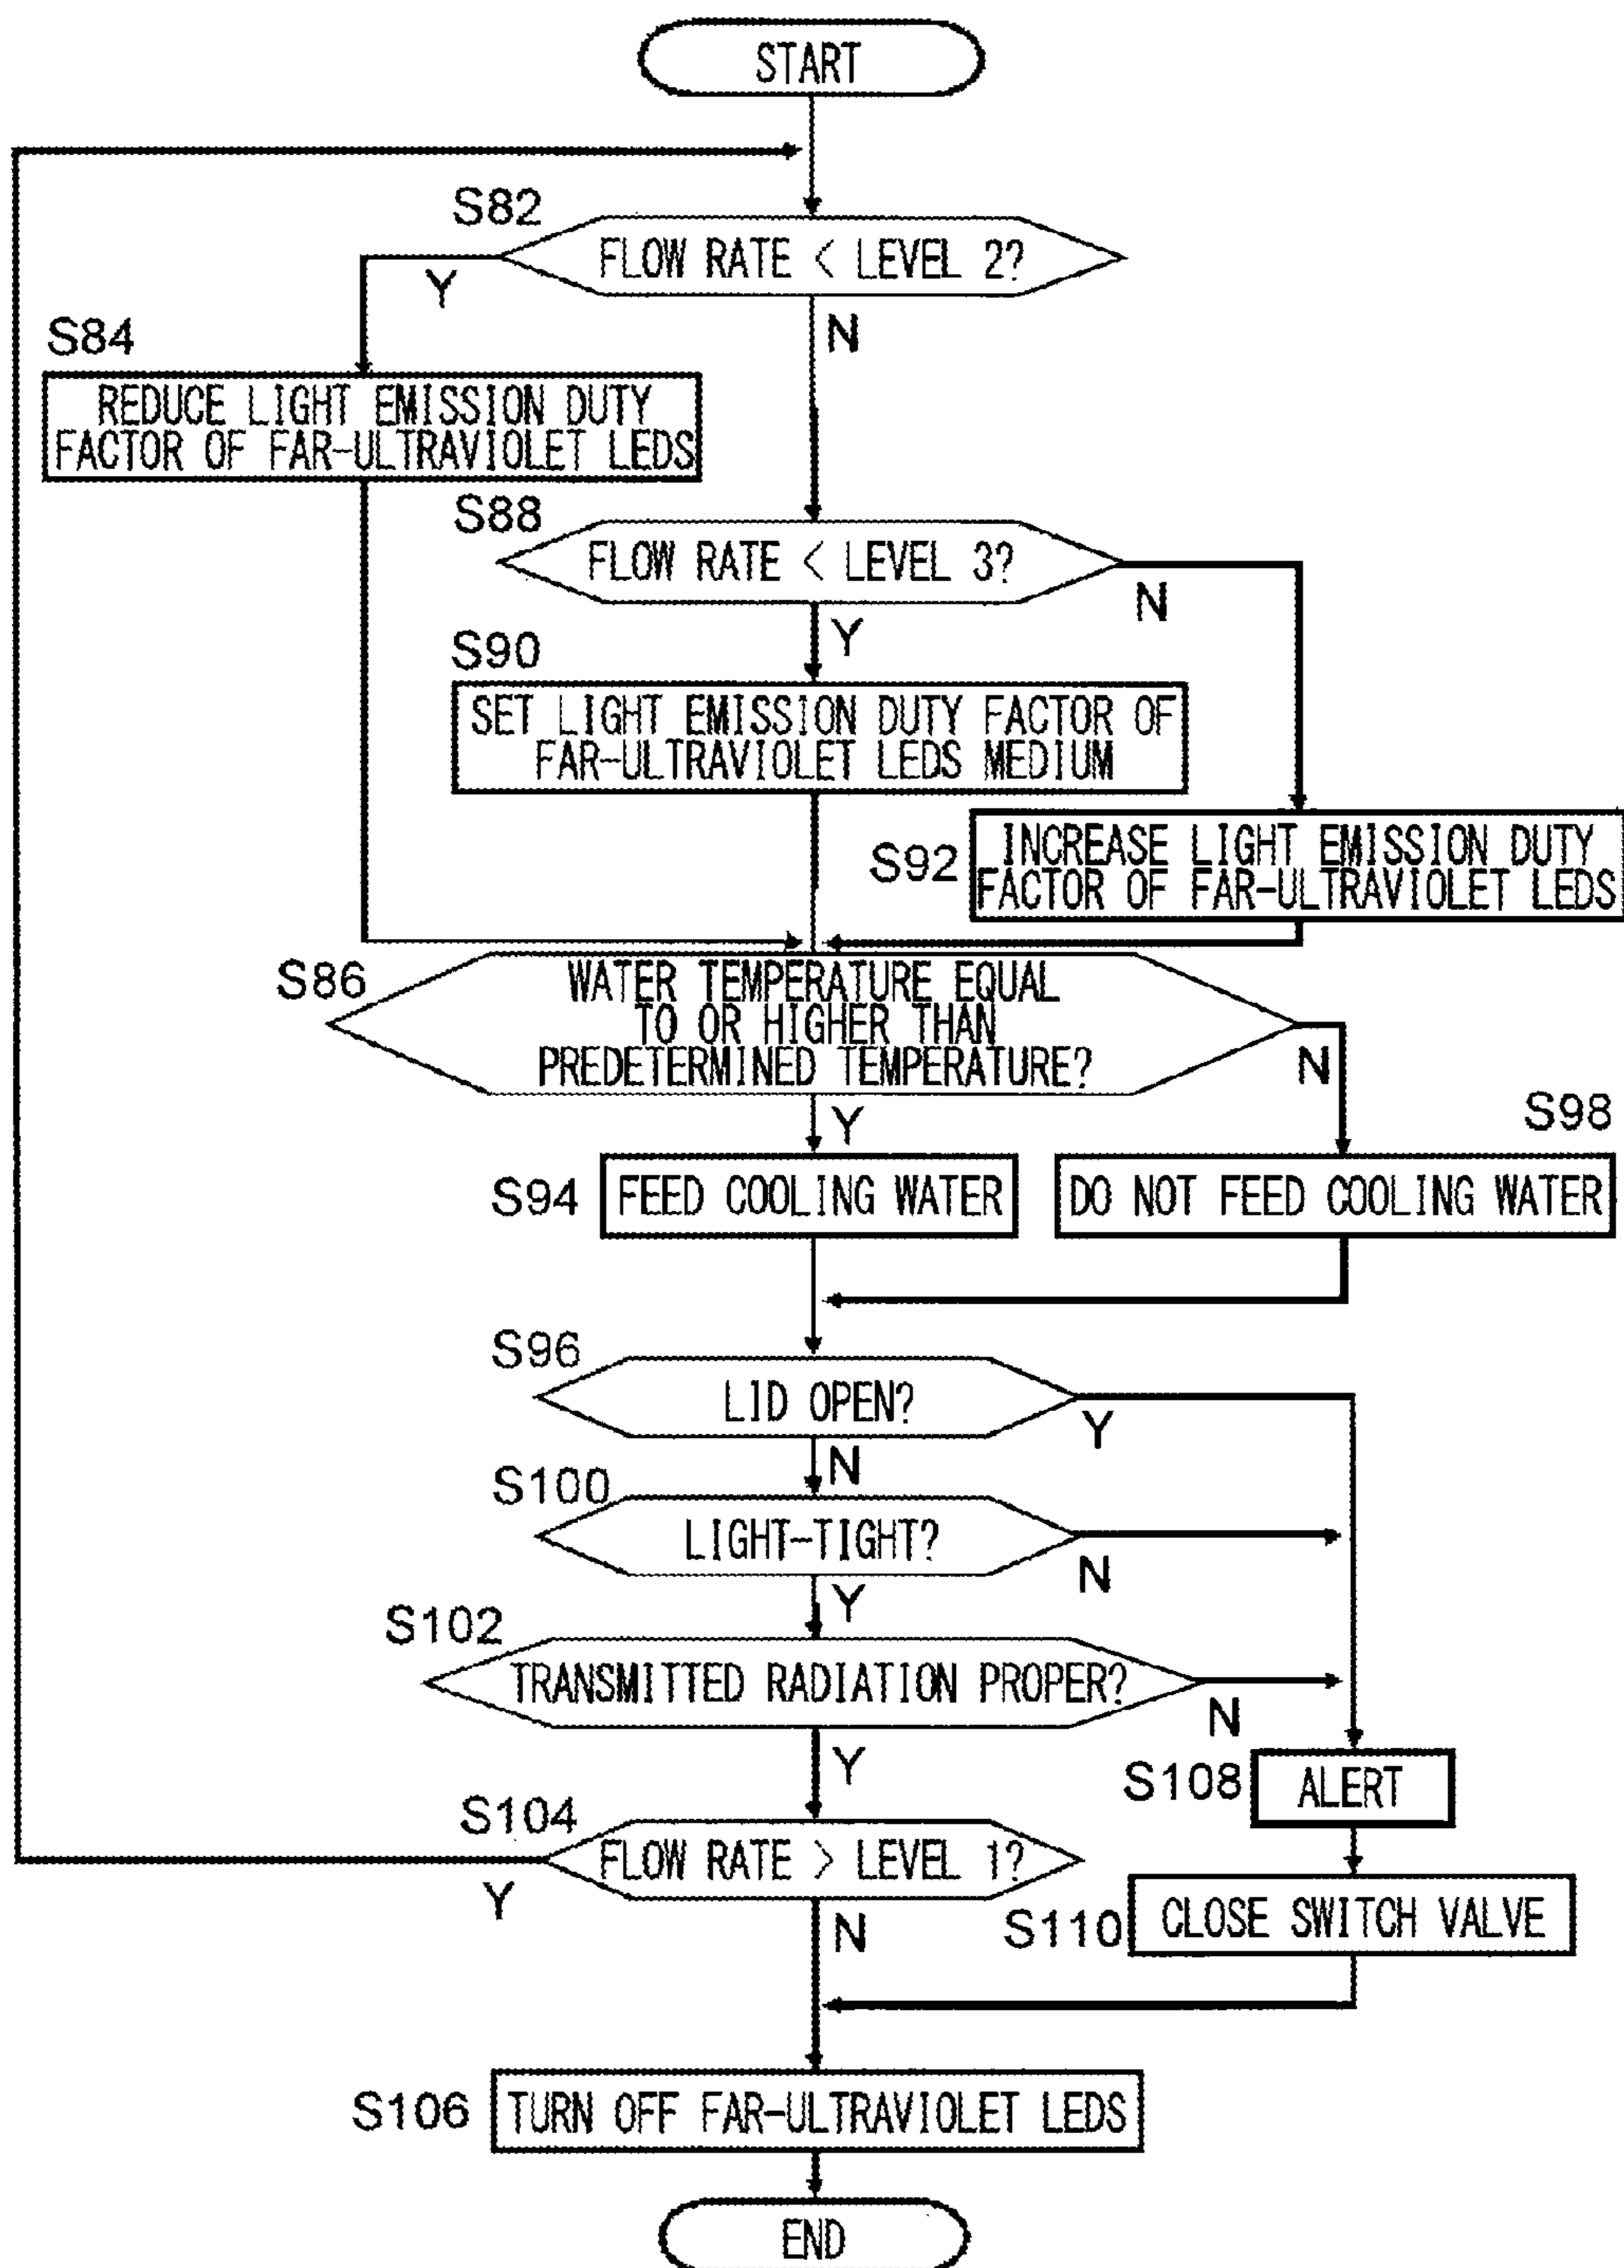 START
S82
FLOW RATE < LEVEL 2?
Y
N
S84
REDUCE LIGHT EMISSION DUTY
FACTOR OF FAR-ULTRAVIOLET LEDS
S88
FLOW RATE < LEVEL 3?
N
Y
S90
SET LIGHT EMISSION DUTY FACTOR OF
FAR-ULTRAVIOLET LEDS MEDIUM
S92
INCREASE LIGHT EMISSION DUTY
FACTOR OF FAR-ULTRAVIOLET LEDS
S86
WATER TEMPERATURE EQUAL
TO OR HIGHER THAN
PREDETERMINED TEMPERATURE?
N
Y
S98
S94
FEED COOLING WATER
DO NOT FEED COOLING WATER
S96
LID OPEN?
Y
N
S100
LIGHT-TIGHT?
N
Y
S102
TRANSMITTED RADIATION PROPER?
N
Y
S108
ALERT
S104
FLOW RATE > LEVEL 1?
Y
N
S110
CLOSE SWITCH VALVE
S106
TURN OFF FAR-ULTRAVIOLET LEDS
END